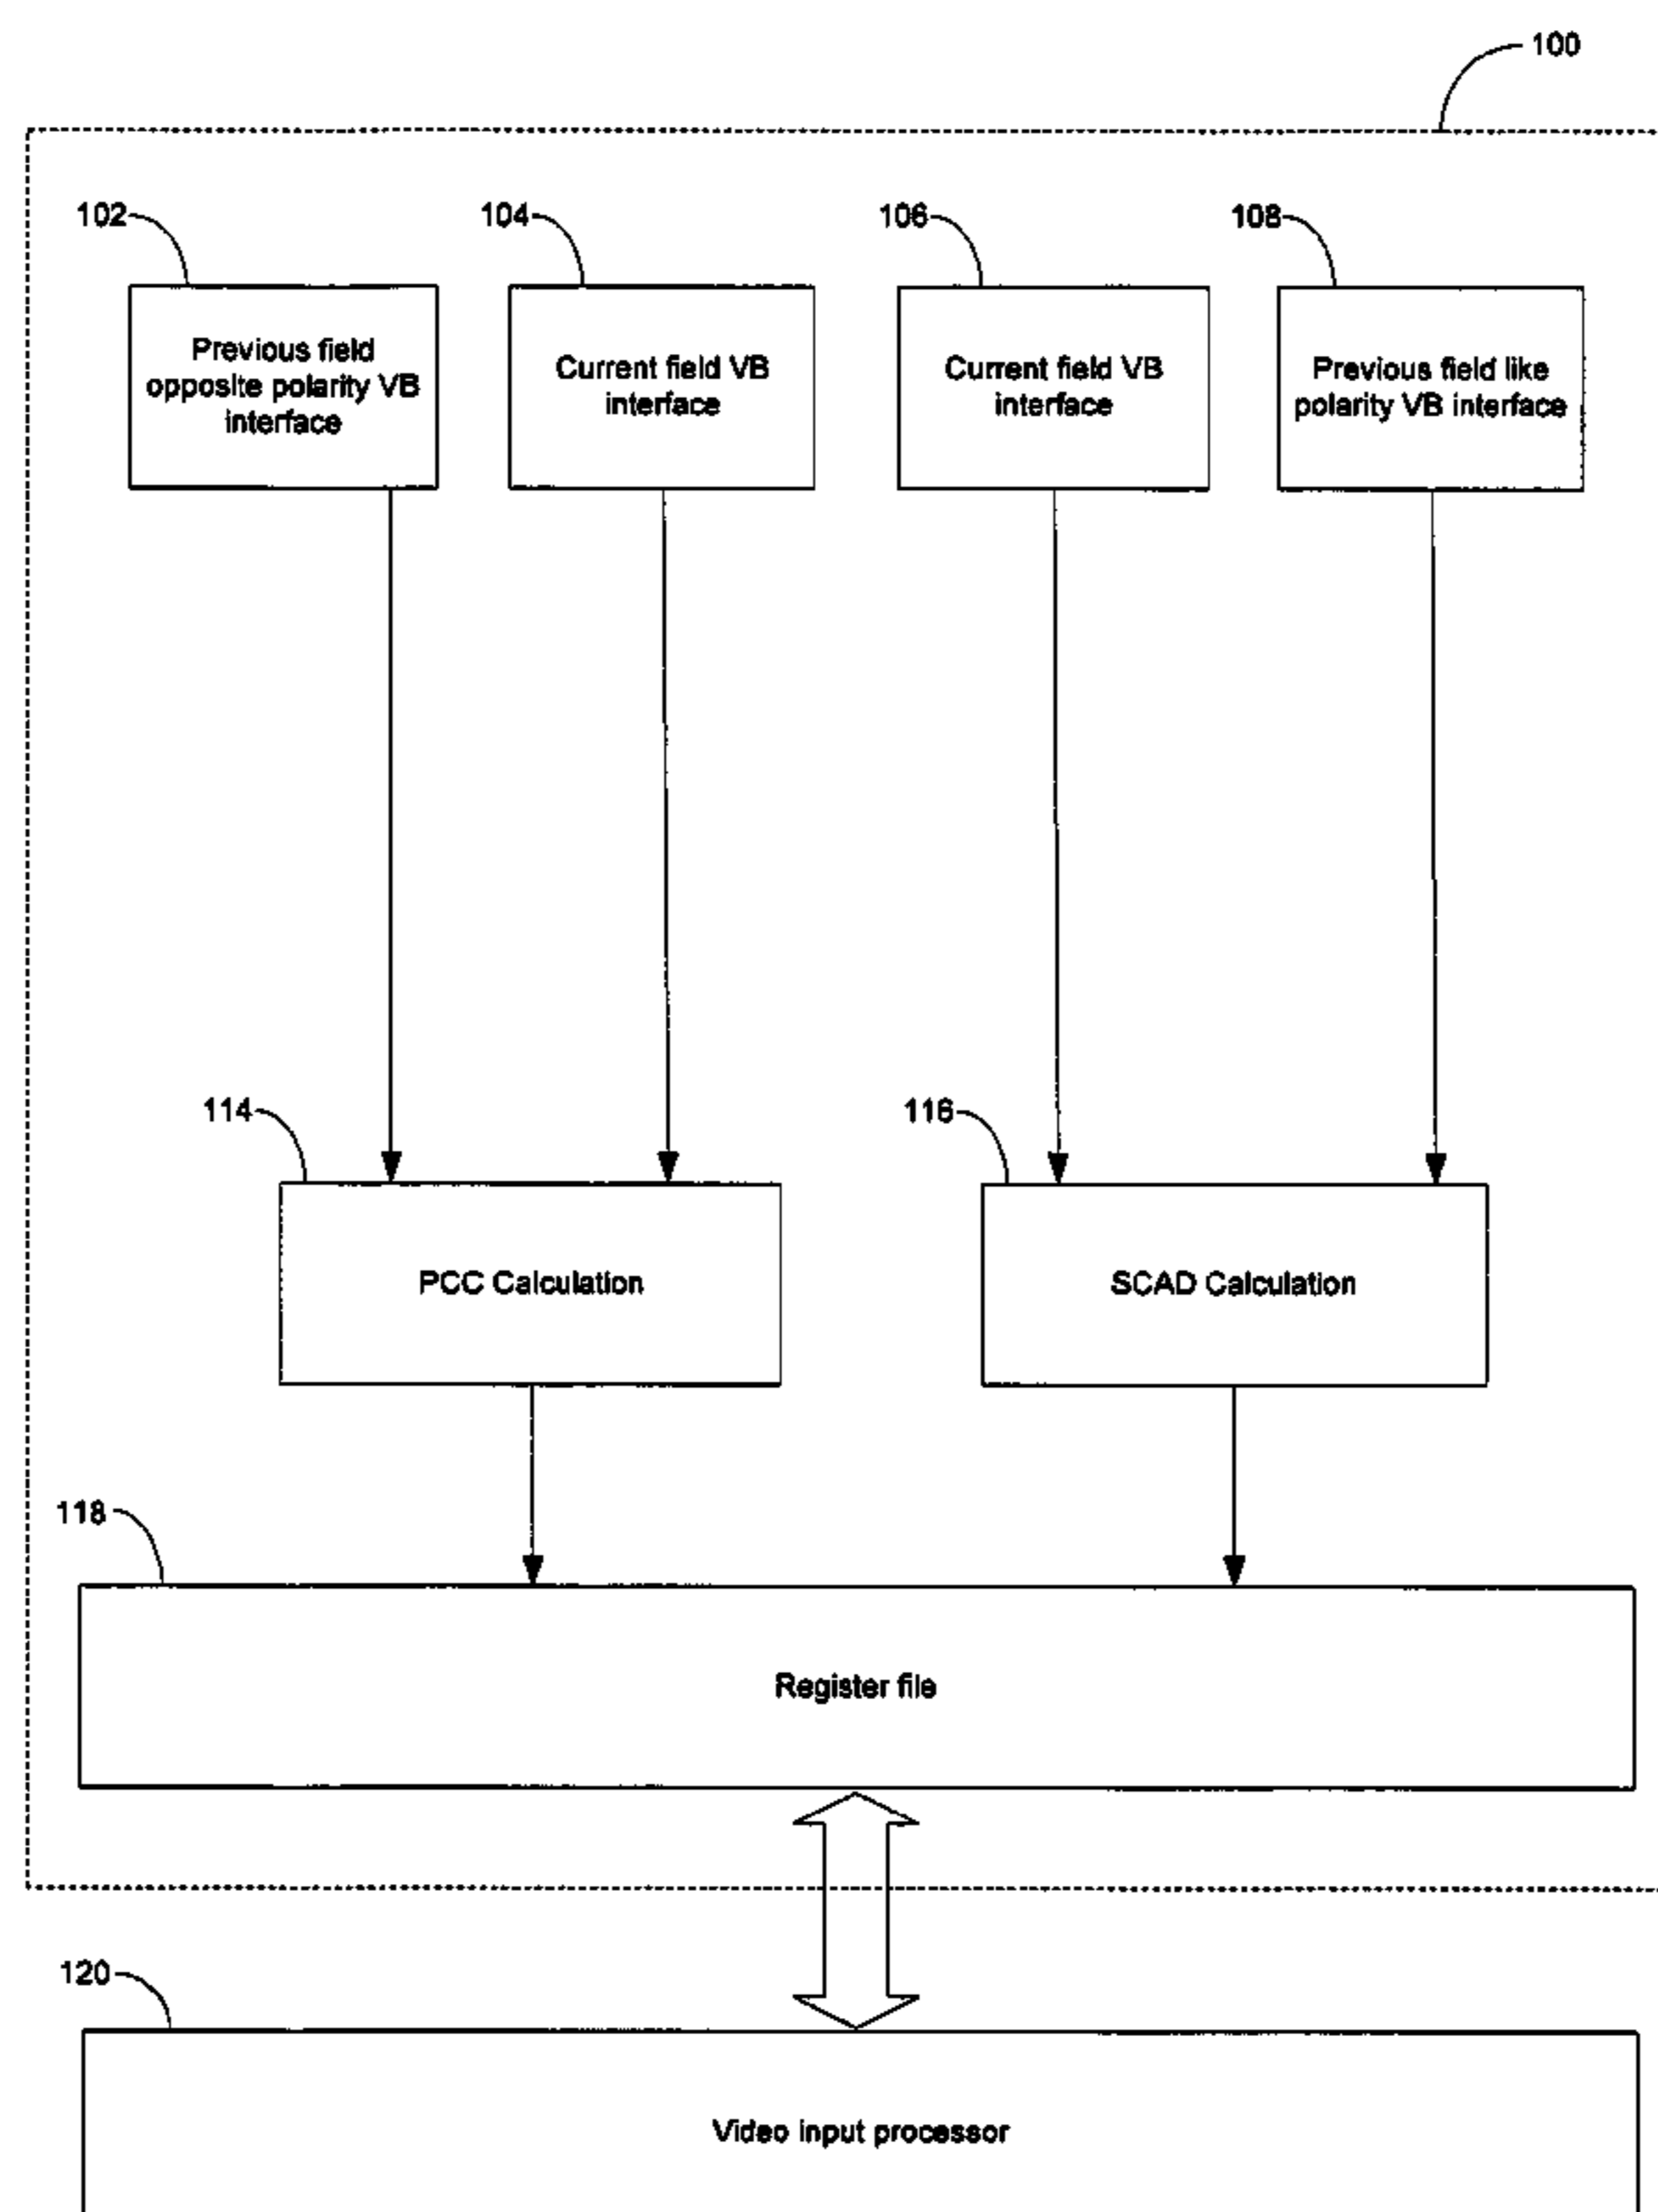 100
102
104
106
108
Previous field
opposite polarity VB
interface
Current field VB
interface
Current field VB
interface
Previous field like
polarity VB interface
114
116
PCC Calculation
SCAD Calculation
118
Register file
120
Video input processor